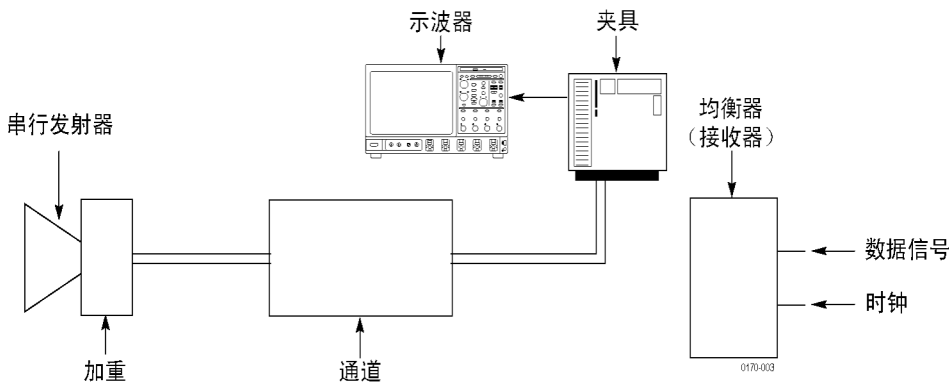 示波器
夹具
串行发射器
均衡器
（接收器）
数据信号
时钟
加重
通道
0170-003